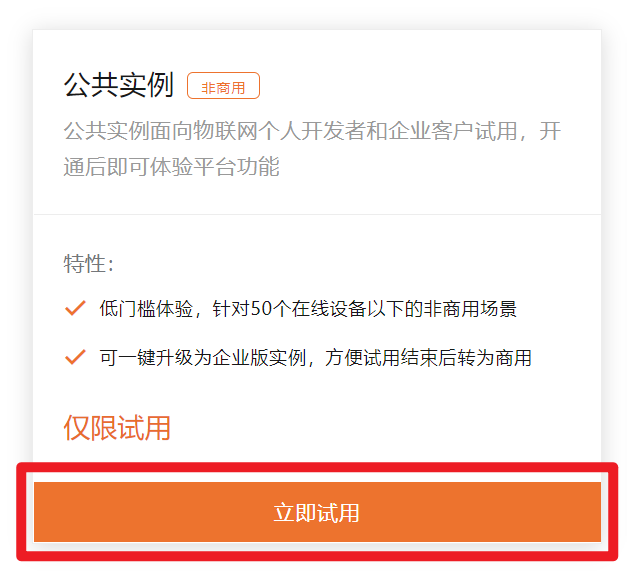 公共实例 非商用
公共实例面向物联网个人开发者和企业客户试用，开
通后即可体验平台功能
特性：
低门槛体验，针对50个在线设备以下的非商用场景
可一键升级为企业版实例，方便试用结束后转为商用
仅限试用
立即试用